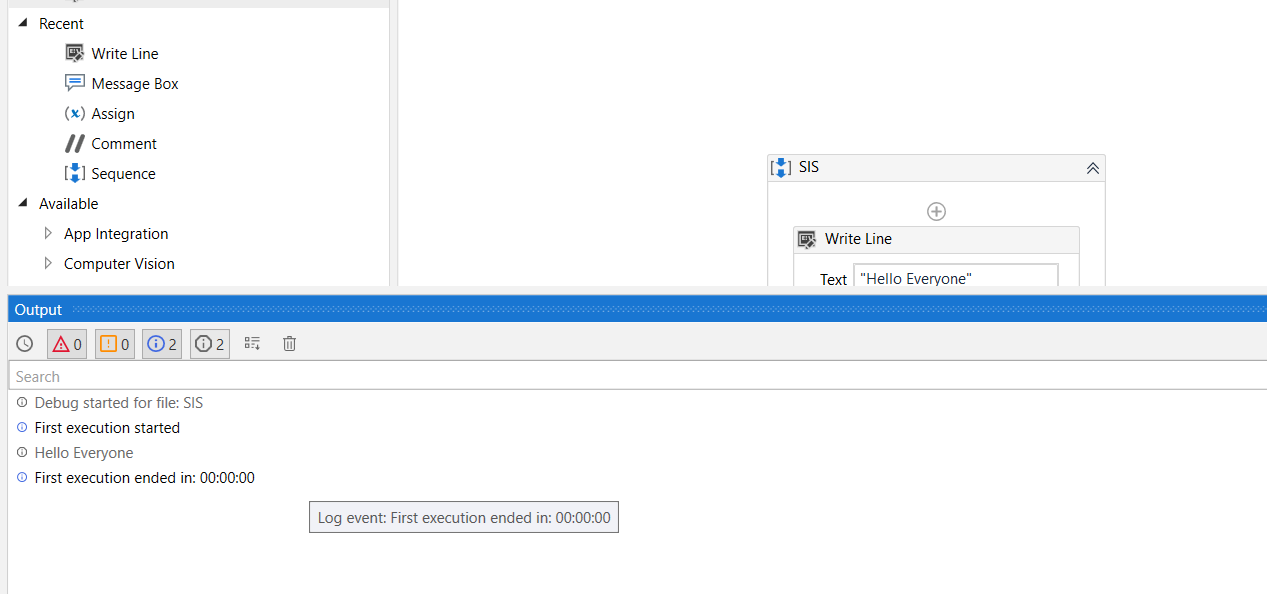 Recent
Write Line
Message Box
Assign
Comment
Sequence
Available
App Integration
Computer Vision
SIS
Write Line
Text "Hello Everyone"
Output
0 0 2 2
Search
Debug started for file: SIS
First execution started
Hello Everyone
First execution ended in: 00:00:00
Log event: First execution ended in: 00:00:00